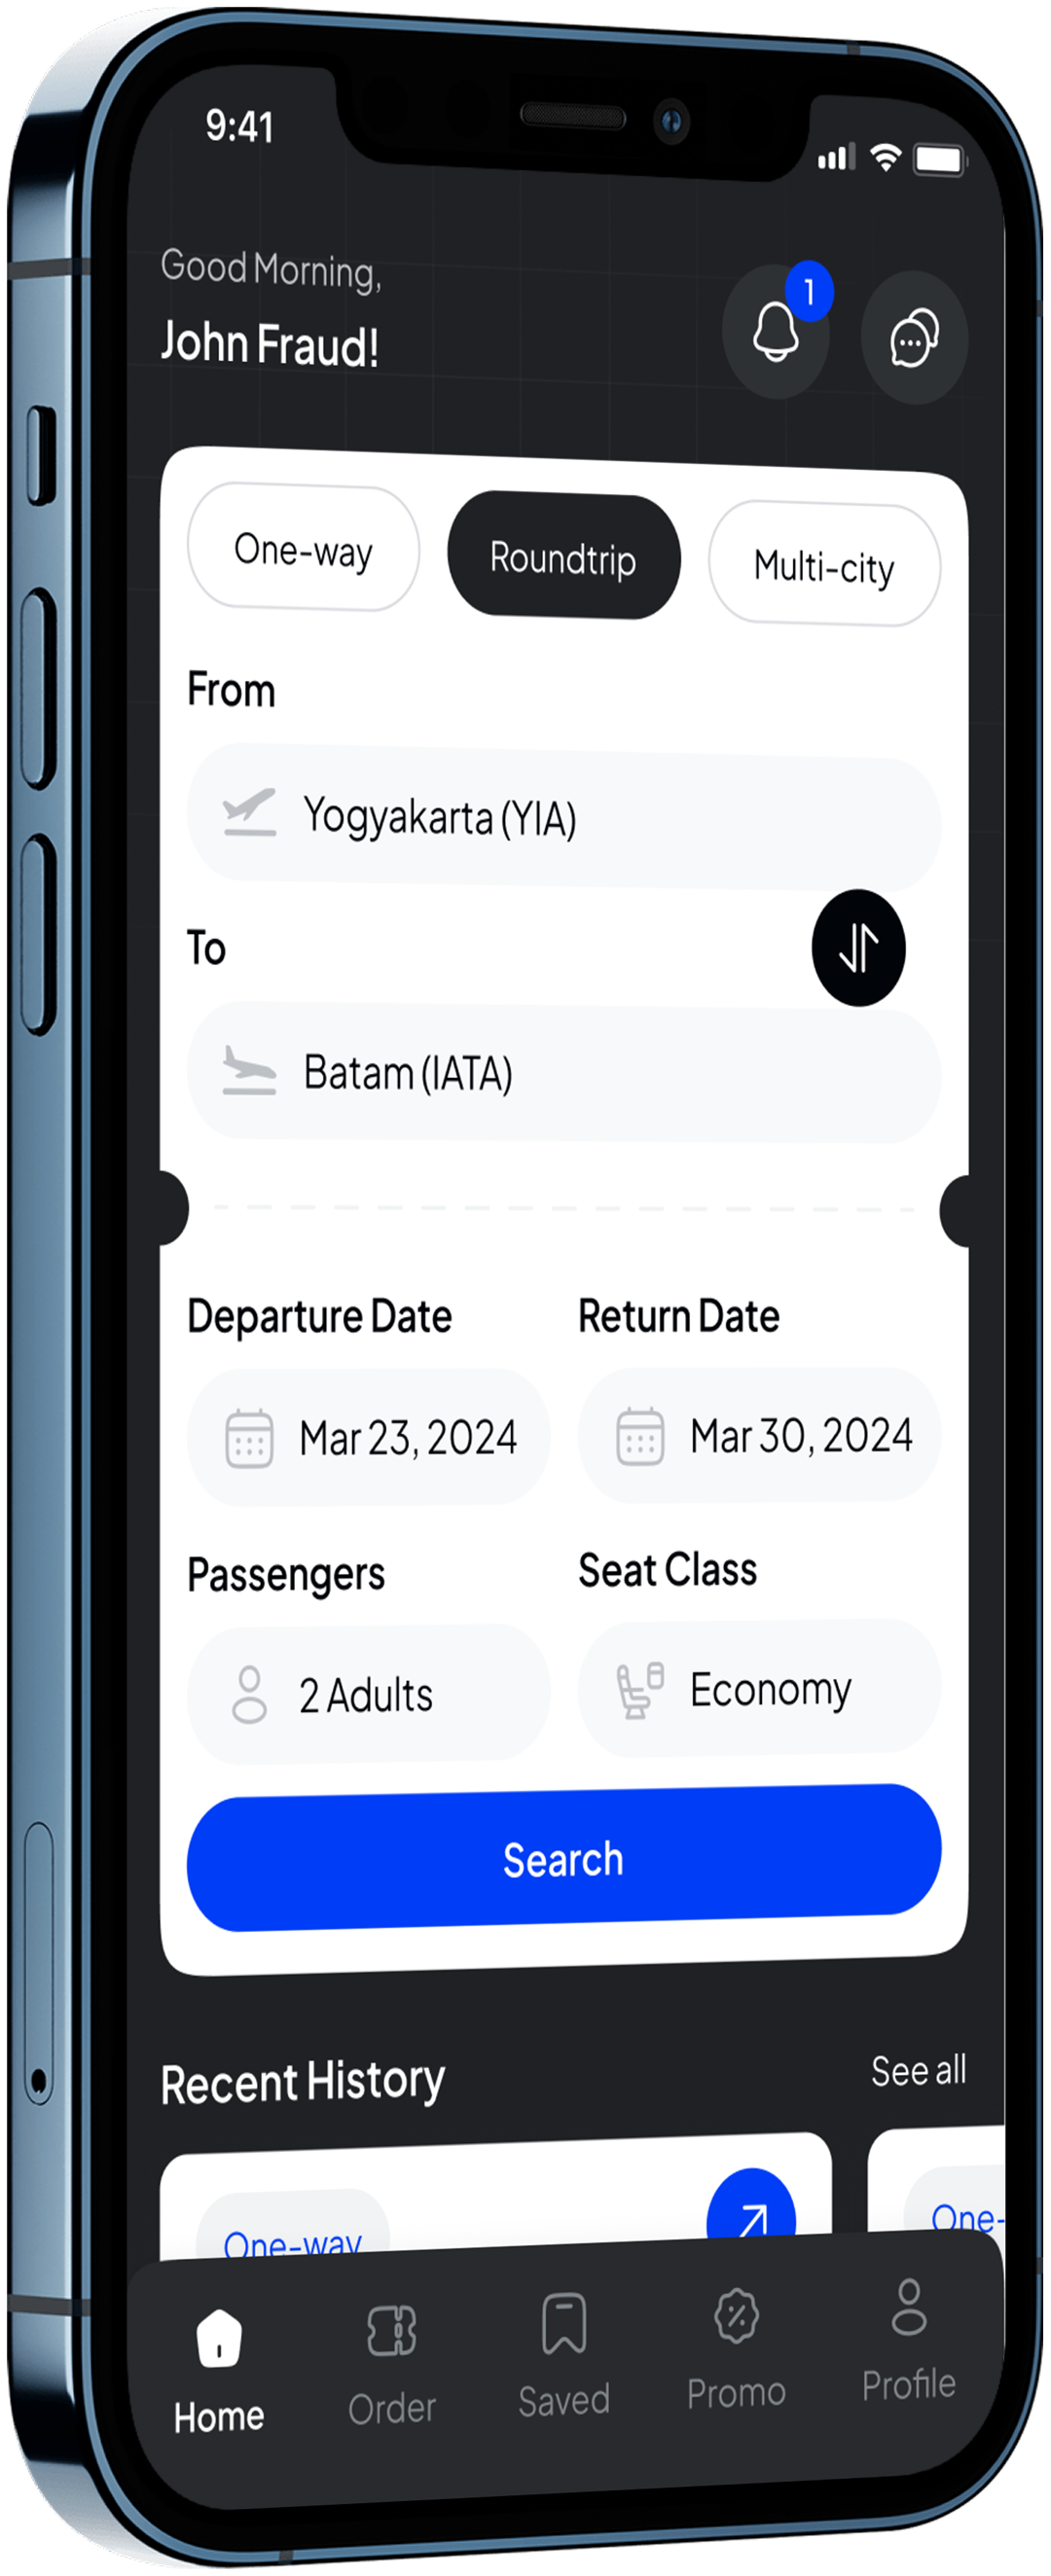 9:41
Good Morning,
John Fraud!
1
One-way
Roundtrip
Multi-city
From
Yogyakarta (YIA)
To
Batam (IATA)
Departure Date
Return Date
Mar 23, 2024
Mar 30, 2024
Passengers
Seat Class
2 Adults
Economy
Search
Recent History
See all
One-way
One-
Home
Order
Saved
Promo
Profile